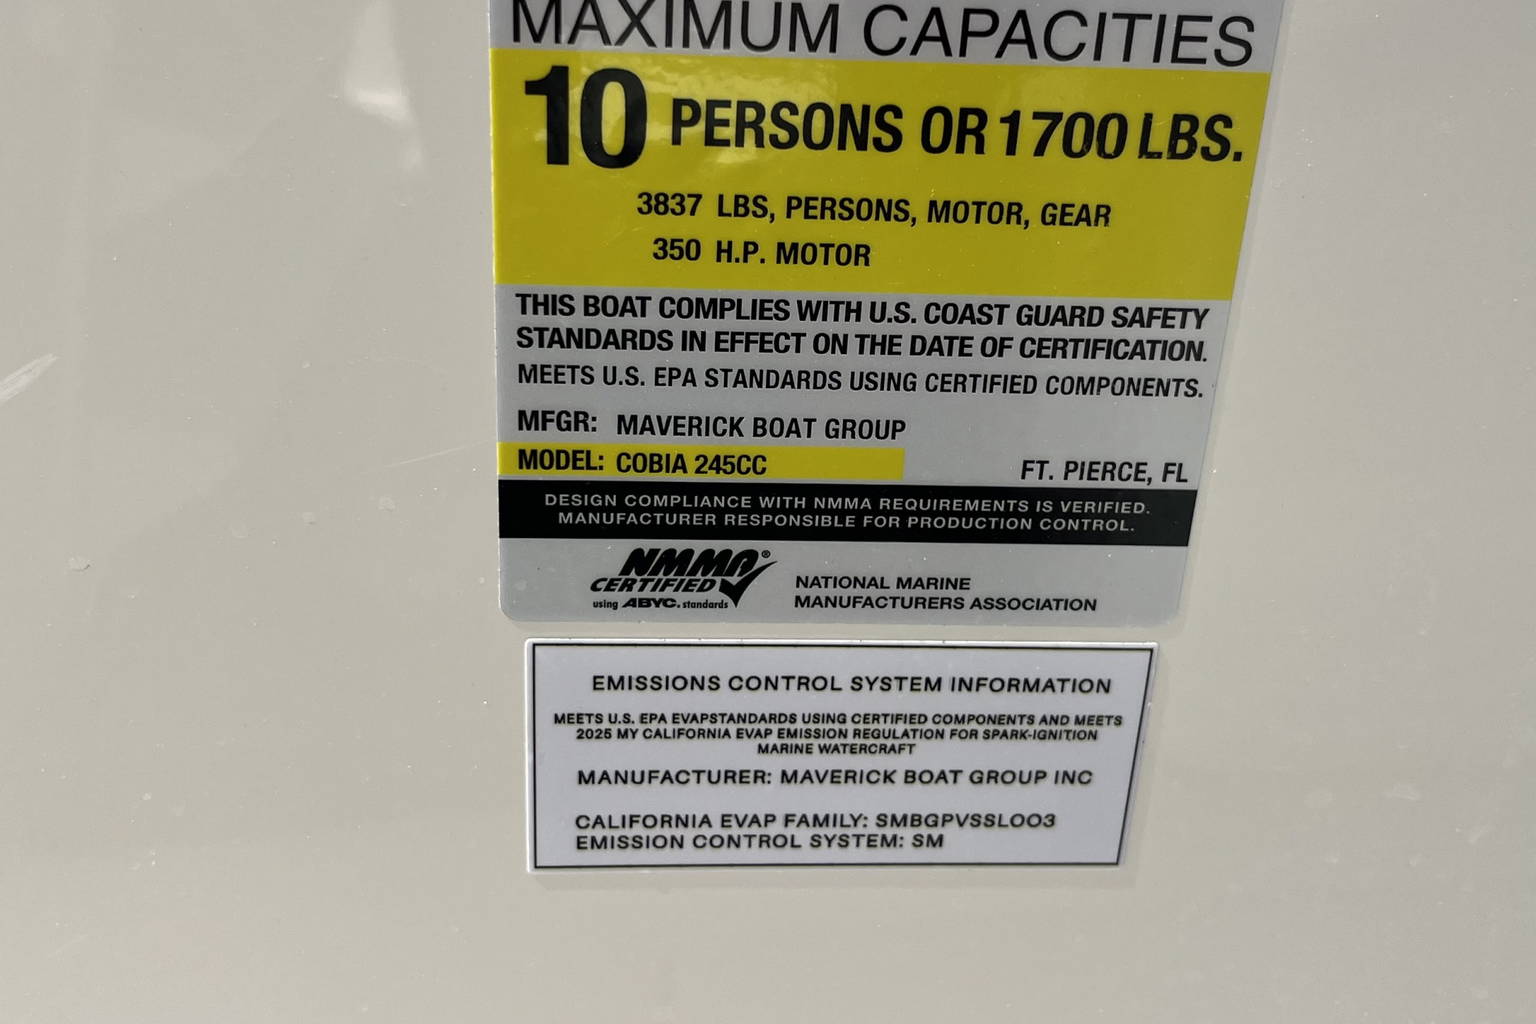 MAXIMUM CAPACITIES
10 PERSONS OR 1700 LBS.
3837 LBS, PERSONS, MOTOR, GEAR
350 H.P. MOTOR
THIS BOAT COMPLIES WITH U.S. COAST GUARD SAFETY
STANDARDS IN EFFECT ON THE DATE OF CERTIFICATION.
MEETS U.S. EPA STANDARDS USING CERTIFIED COMPONENTS.
MFGR: MAVERICK BOAT GROUP
MODEL: COBIA 245CC FT. PIERCE, FL
DESIGN COMPLIANCE WITH NMMA REQUIREMENTS IS VERIFIED.
MANUFACTURER RESPONSIBLE FOR PRODUCTION CONTROL.
NMMA®
CERTIFIED
using ABYC. standards
NATIONAL MARINE
MANUFACTURERS ASSOCIATION
EMISSIONS CONTROL SYSTEM INFORMATION
MEETS U.S. EPA EVAPSTANDARDS USING CERTIFIED COMPONENTS AND MEETS
2025 MY CALIFORNIA EVAP EMISSION REGULATION FOR SPARK-IGNITION
MARINE WATERCRAFT
MANUFACTURER: MAVERICK BOAT GROUP INC
CALIFORNIA EVAP FAMILY: SMBGPVSSL003
EMISSION CONTROL SYSTEM: SM